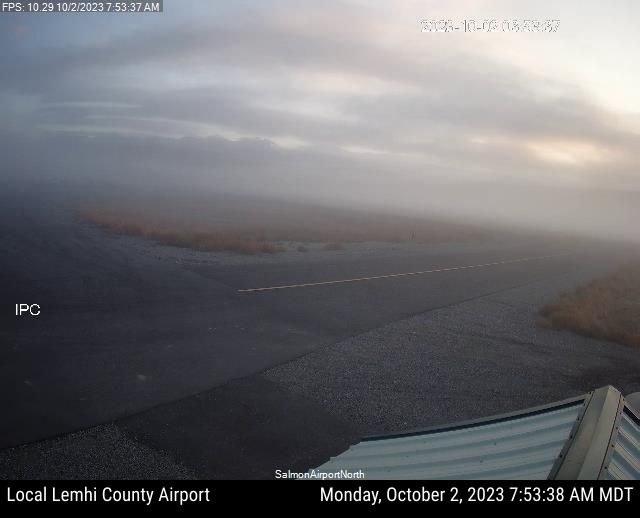 FPS: 10.29 10/2/2023 7:53:37 AM
IPC
SalmonAirportNorth
Local Lemhi County Airport
Monday, October 2, 2023 7:53:38 AM MDT